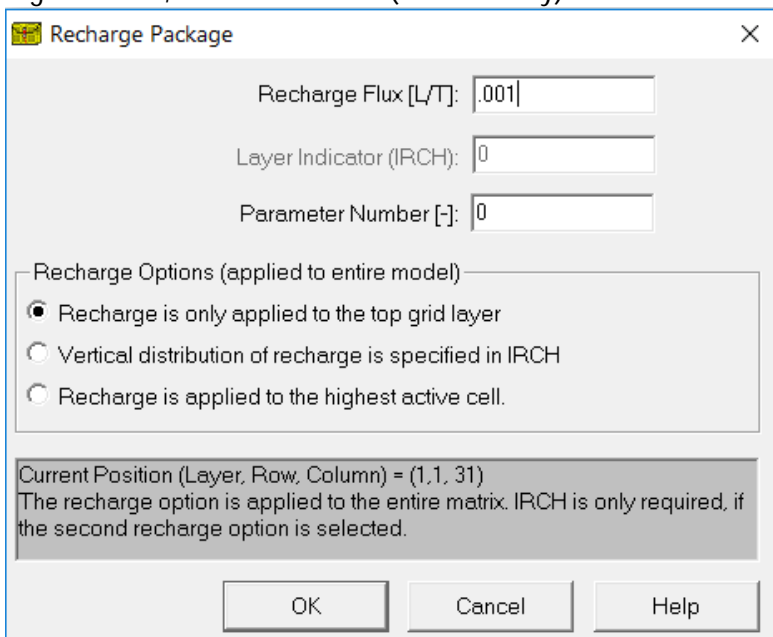 Recharge Package
Recharge Flux [L/T]: .001
Layer Indicator (IRCH): 0
Parameter Number [-]: 0
Recharge Options (applied to entire model)
Recharge is only applied to the top grid layer
Vertical distribution of recharge is specified in IRCH
Recharge is applied to the highest active cell.
Current Position (Layer, Row, Column) = (1,1, 31)
The recharge option is applied to the entire matrix. IRCH is only required, if
the second recharge option is selected.
OK Cancel Help